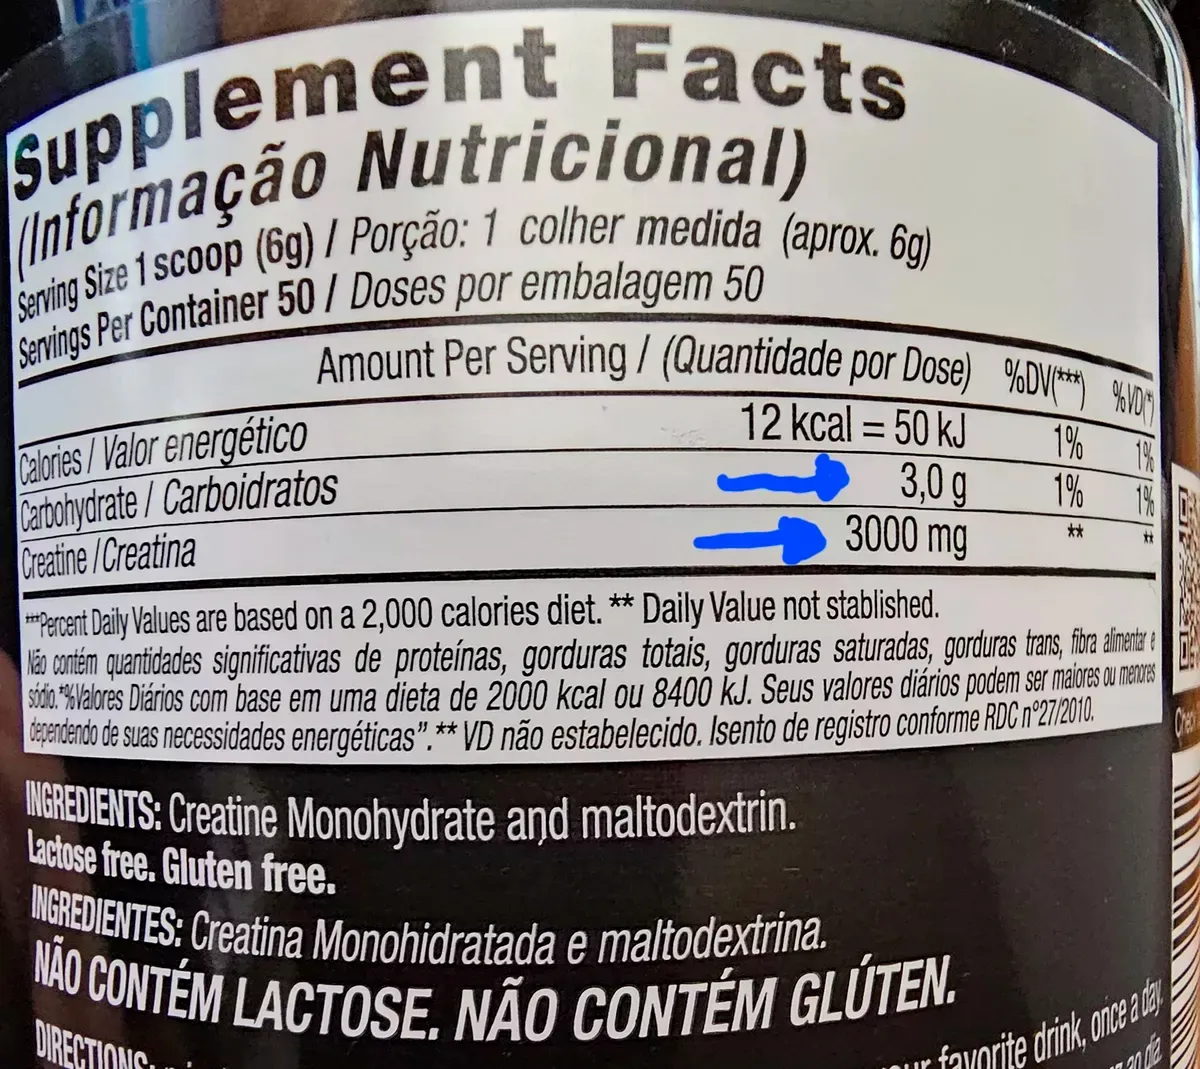 Supplement Facts
(Informação Nutricional)
Serving Size 1 scoop (6g) / Porção: 1 colher medida (aprox. 6g)
Servings Per Container 50 / Doses por embalagem 50
Amount Per Serving / (Quantidade por Dose) %DV(***) %VD(*)
Calories / Valor energético 12 kcal = 50 kJ 1% 1%
Carbohydrate / Carboidratos 3,0 g 1% 1%
Creatine /Creatina 3000 mg ** **
***Percent Daily Values are based on a 2,000 calories diet. ** Daily Value not stablished.
Não contém quantidades significativas de proteínas, gorduras totais, gorduras saturadas, gorduras trans, fibra alimentar e
sódio.*%Valores Diários com base em uma dieta de 2000 kcal ou 8400 kJ. Seus valores diários podem ser maiores ou menores
dependendo de suas necessidades energéticas”.** VD não estabelecido. Isento de registro conforme RDC n°27/2010.
INGREDIENTS: Creatine Monohydrate and maltodextrin.
Lactose free. Gluten free.
INGREDIENTES: Creatina Monohidratada e maltodextrina.
NÃO CONTÉM LACTOSE. NÃO CONTÉM GLÚTEN.
DIRECTIONS: favorite drink, once a day.
ao dia.